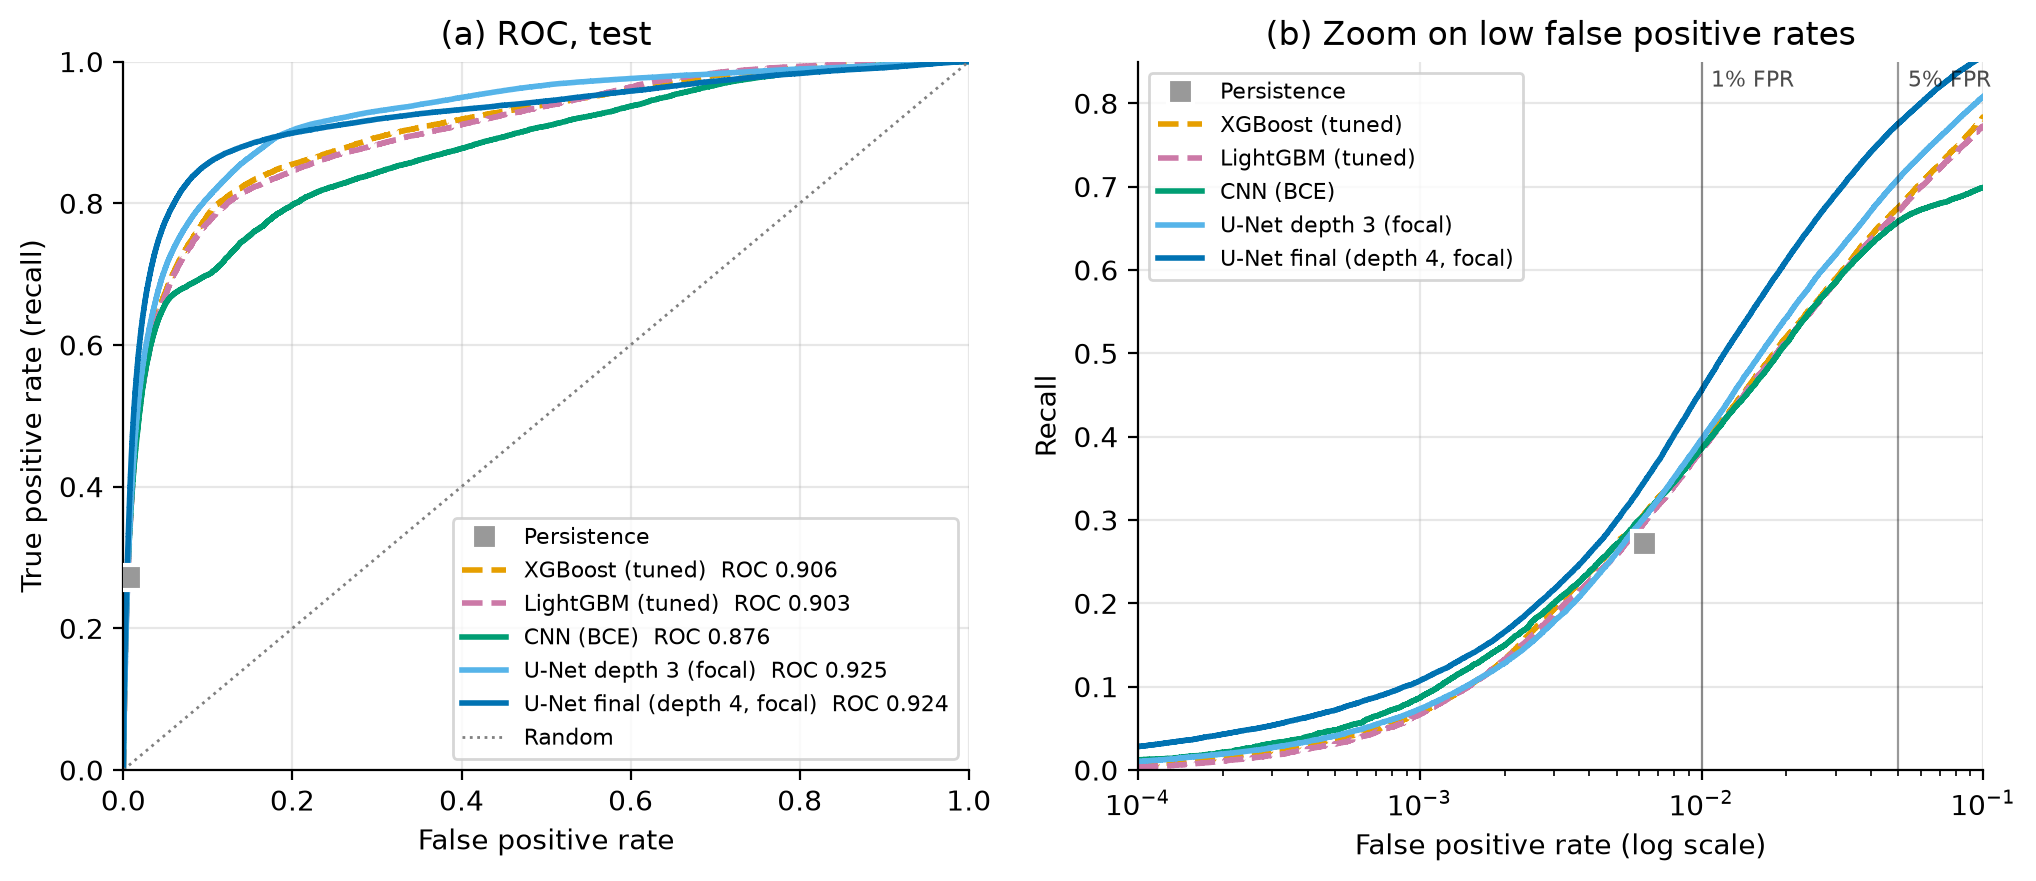 (a) ROC, test
True positive rate (recall)
1.0
0.8
0.6
0.4
0.2
0.0
Persistence
XGBoost (tuned) ROC 0.906
LightGBM (tuned) ROC 0.903
CNN (BCE) ROC 0.876
U-Net depth 3 (focal) ROC 0.925
U-Net final (depth 4, focal) ROC 0.924
Random
0.0 0.2 0.4 0.6 0.8 1.0
False positive rate
(b) Zoom on low false positive rates
Recall
0.8
0.7
0.6
0.5
0.4
0.3
0.2
0.1
0.0
Persistence
XGBoost (tuned)
LightGBM (tuned)
CNN (BCE)
U-Net depth 3 (focal)
U-Net final (depth 4, focal)
1% FPR
5% FPR
10⁻⁴ 10⁻³ 10⁻² 10⁻¹
False positive rate (log scale)